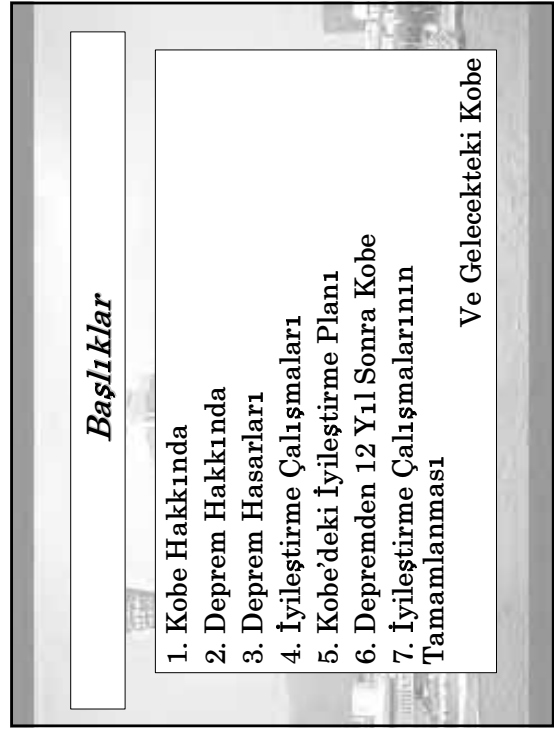 Başlıklar
1. Kobe Hakkında
2. Deprem Hakkında
3. Deprem Hasarları
4. İyileştirme Çalışmaları
5. Kobe'deki İyileştirme Planı
6. Depremden 12 Yıl Sonra Kobe
7. İyileştirme Çalışmalarının
Tamamlanması
Ve Gelecekteki Kobe